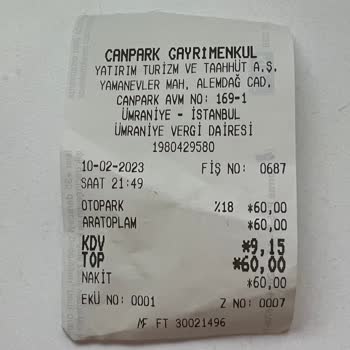 CANPARK GAYRİMENKUL
YATIRIM TURİZM VE TAAHHÜT A.Ş.
YAMANEVLER MAH. ALEMDAĞ CAD.
CANPARK AVM NO: 169-1
ÜMRANİYE - İSTANBUL
ÜMRANİYE VERGİ DAİRESİ
1980429580
10-02-2023 FİŞ NO: 0687
SAAT 21:49
OTOPARK %18 *60,00
ARATOPLAM *60,00
KDV *9,15
TOP *60,00
NAKİT *60,00
EKÜ NO: 0001 Z NO: 0007
MF FT 30021496